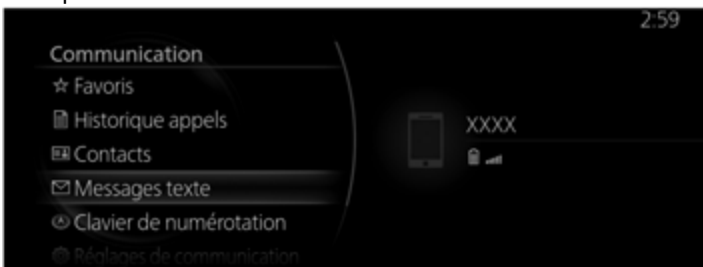 2:59
Communication
Favoris
Historique appels
Contacts
Messages texte
Clavier de numérotation
Réglages de communication
XXXX